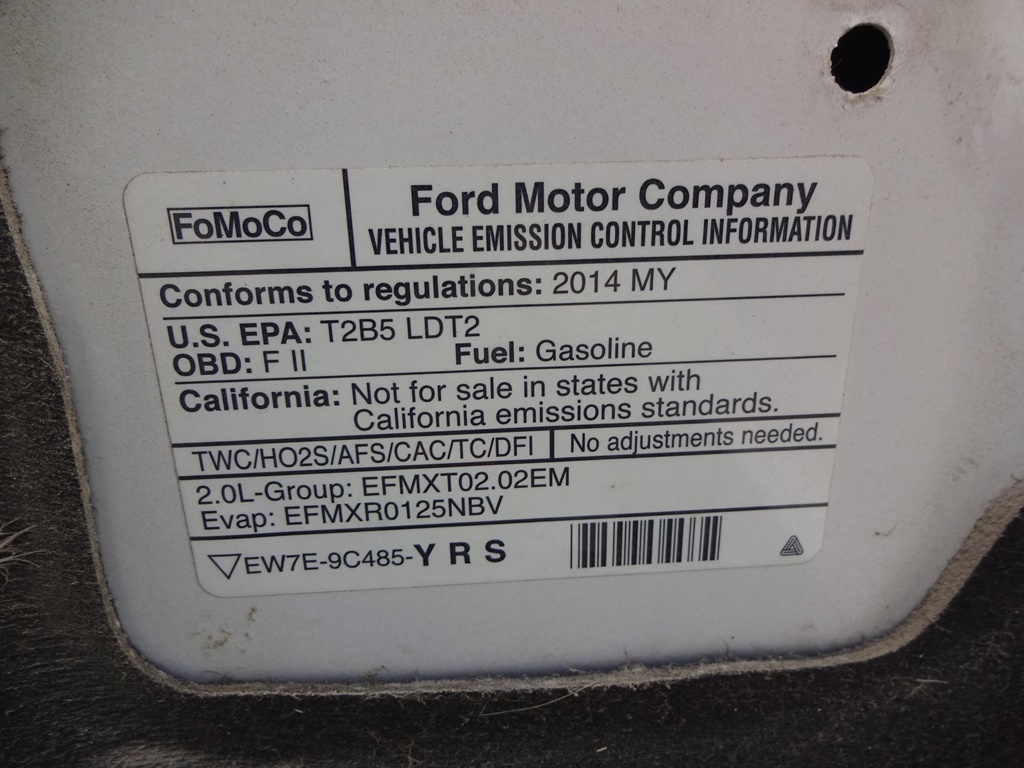 FoMoCo
Ford Motor Company
VEHICLE EMISSION CONTROL INFORMATION
Conforms to regulations: 2014 MY
U.S. EPA: T2B5 LDT2
OBD: F II Fuel: Gasoline
California: Not for sale in states with
California emissions standards.
TWC/HO2S/AFS/CAC/TC/DFI No adjustments needed.
2.0L-Group: EFMXT02.02EM
Evap: EFMXR0125NBV
EW7E-9C485-Y R S